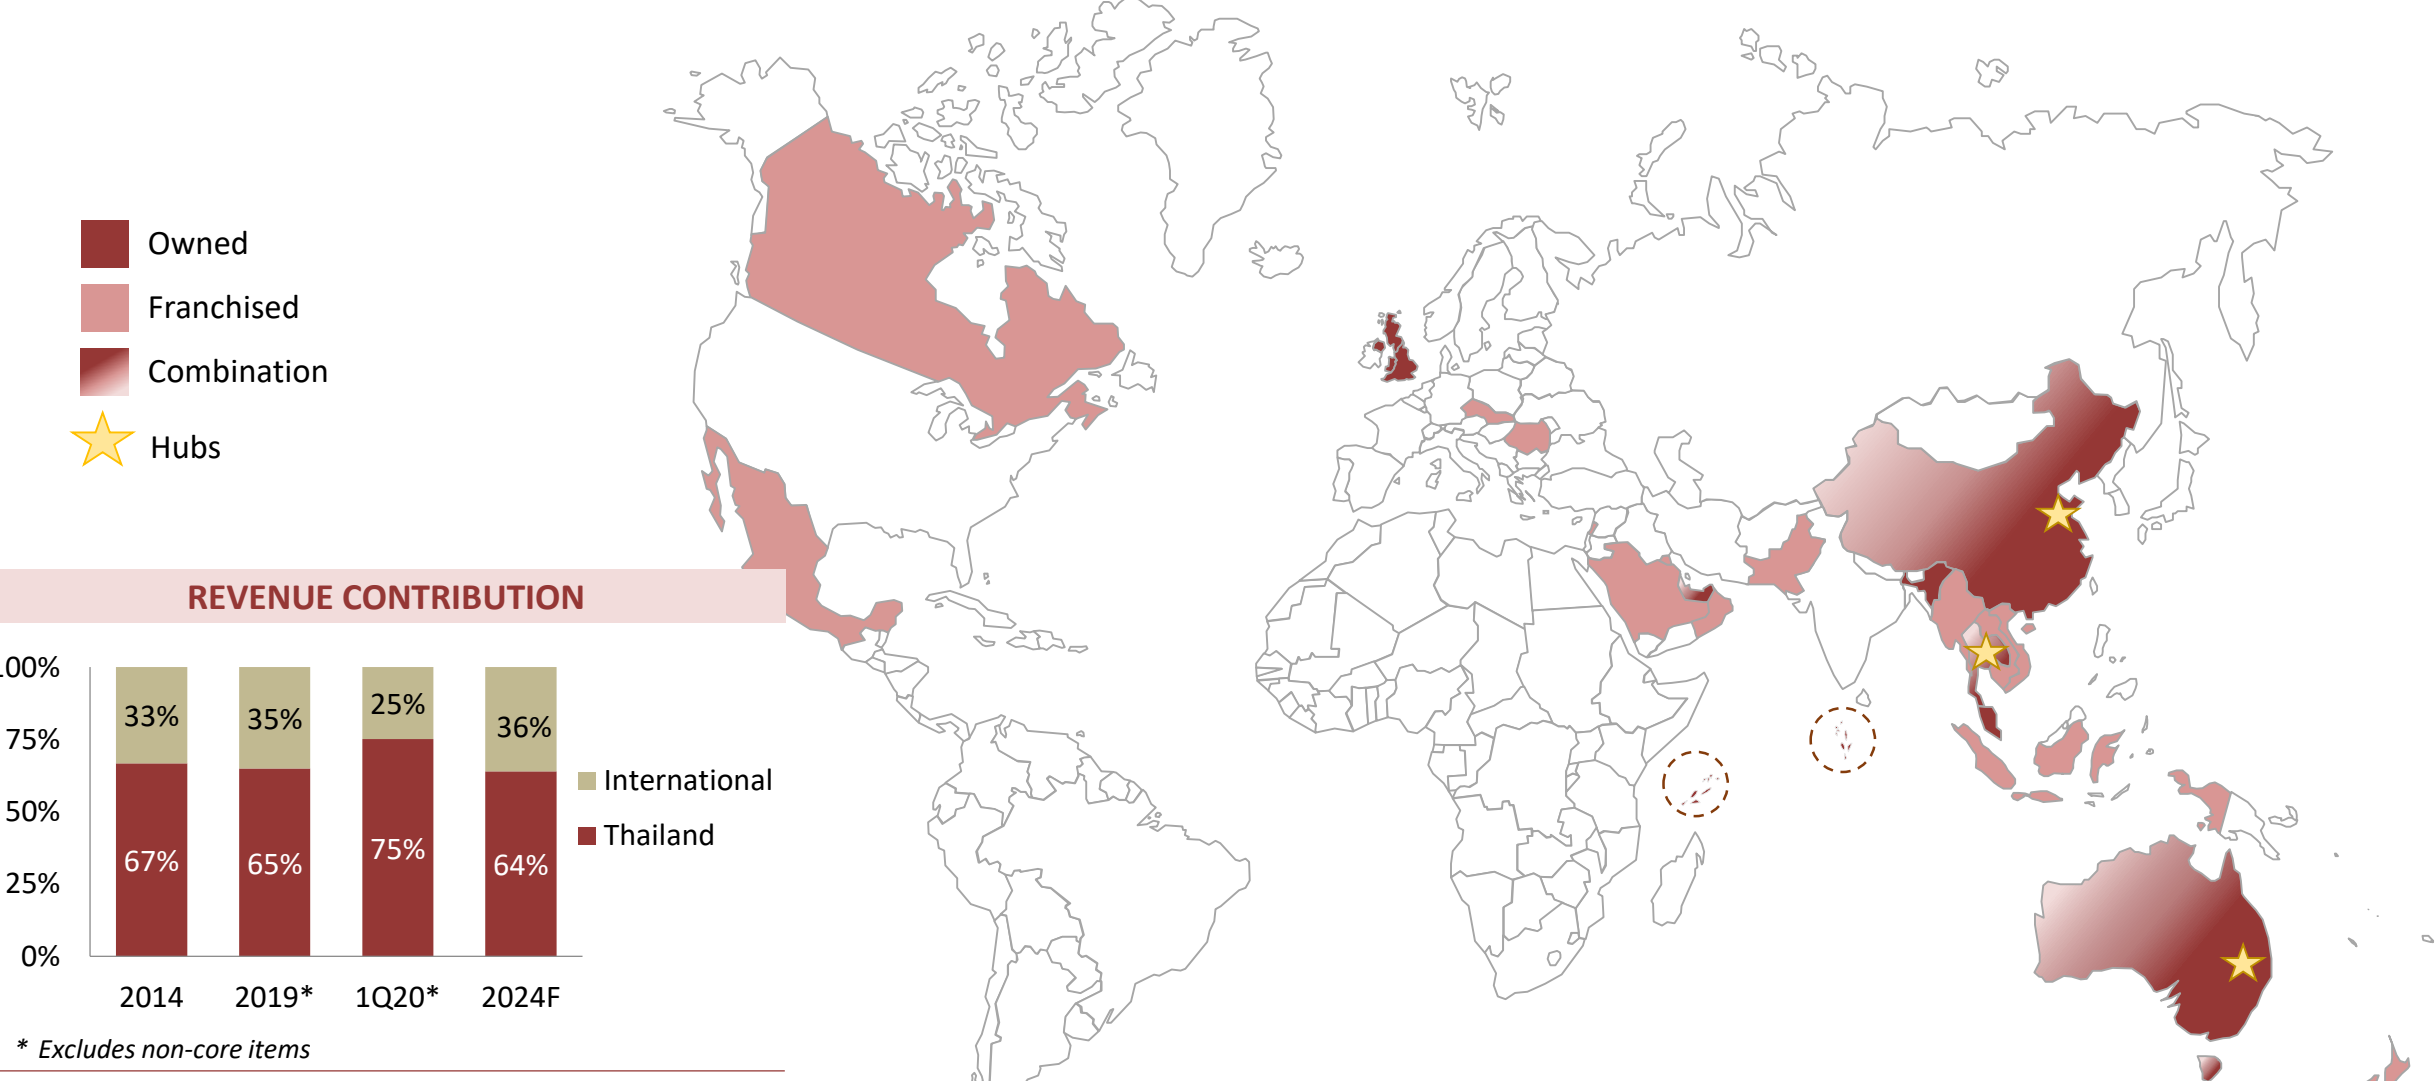 Owned
Franchised
Combination
Hubs
REVENUE CONTRIBUTION
100%
75%
50%
25%
0%
33%
35%
25%
36%
67%
65%
75%
64%
International
Thailand
2014
2019*
1Q20*
2024F
* Excludes non-core items